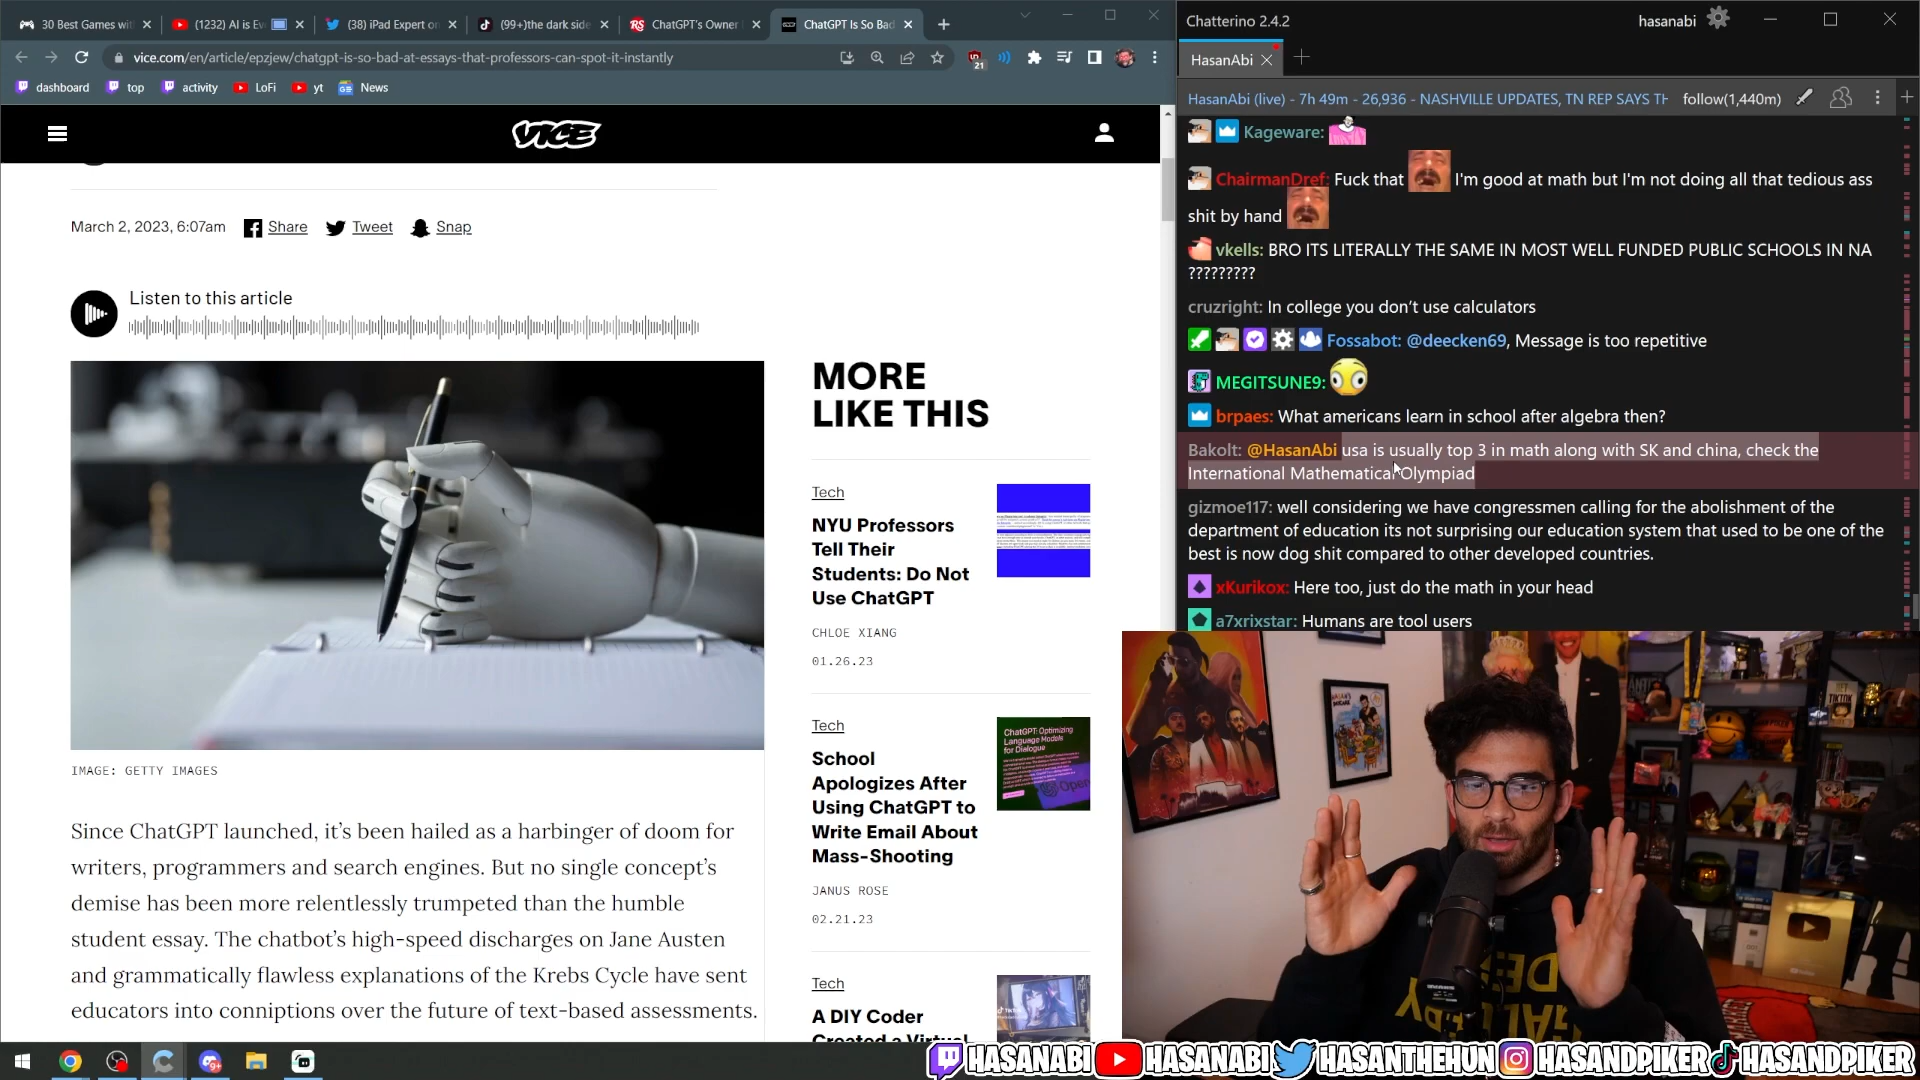 30 Best Games wit
(1232) AI is Ev
(38) iPad Expert on
(99+)the dark side
ChatGPT's Owner
ChatGPT Is So Bad
vice.com/en/article/epzjew/chatgpt-is-so-bad-at-essays-that-professors-can-spot-it-instantly
21
dashboard
top
activity
LoFi
yt
News
VICE
March 2, 2023, 6:07am
Share
Tweet
Snap
Listen to this article
IMAGE: GETTY IMAGES
Since ChatGPT launched, it's been hailed as a harbinger of doom for
writers, programmers and search engines. But no single concept's
demise has been more relentlessly trumpeted than the humble
student essay. The chatbot's high-speed discharges on Jane Austen
and grammatically flawless explanations of the Krebs Cycle have sent
educators into conniptions over the future of text-based assessments.
MORE
LIKE THIS
Tech
NYU Professors
Tell Their
Students: Do Not
Use ChatGPT
CHLOE XIANG
01.26.23
Tech
School
Apologizes After
Using ChatGPT to
Write Email About
Mass-Shooting
JANUS ROSE
02.21.23
ChatGPT: Optimizing
Language Models
for Dialogue
Tech
A DIY Coder
Created a Virtual
Chatterino 2.4.2
hasanabi
HasanAbi
HasanAbi (live) - 7h 49m - 26,936 - NASHVILLE UPDATES, TN REP SAYS TH
follow(1,440m)
Kageware:
ChairmanDref: Fuck that I'm good at math but I'm not doing all that tedious ass
shit by hand
vkells: BRO ITS LITERALLY THE SAME IN MOST WELL FUNDED PUBLIC SCHOOLS IN NA
?????????
cruzright: In college you don't use calculators
Fossabot: @deecken69, Message is too repetitive
MEGITSUNE9:
brpaes: What americans learn in school after algebra then?
Bakolt: @HasanAbi usa is usually top 3 in math along with SK and china, check the
International Mathematical Olympiad
gizmoe117: well considering we have congressmen calling for the abolishment of the
department of education its not surprising our education system that used to be one of the
best is now dog shit compared to other developed countries.
xKurikox: Here too, just do the math in your head
a7xrixstar: Humans are tool users
HASANABI
HASANABI
HASANTHEHUN
HASANDPIKER
HASANDPIKER